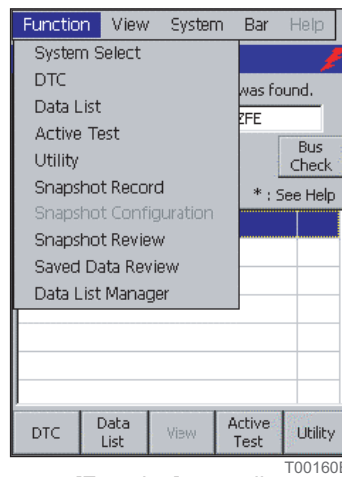 Function View System Bar Help
System Select
DTC
was found.
Data List
ZFE
Active Test
Bus
Check
Utility
Snapshot Record
* : See Help
Snapshot Configuration
Snapshot Review
Saved Data Review
Data List Manager
DTC
Data
List
View
Active
Test
Utility